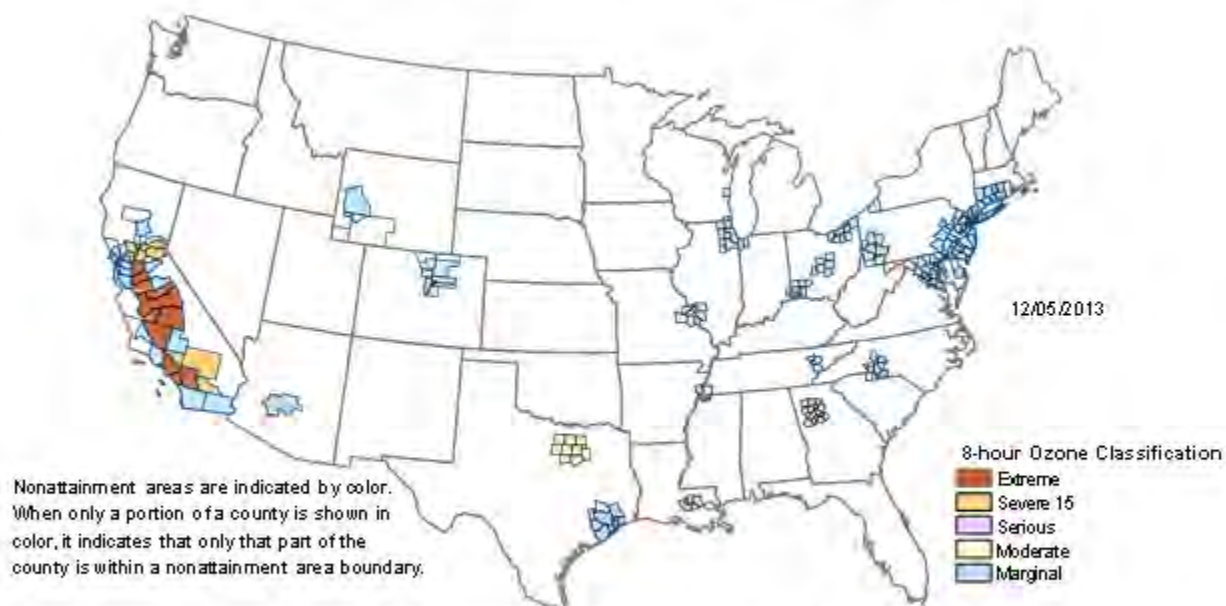 12/05/2013
Nonattainment areas are indicated by color.
When only a portion of a county is shown in
color, it indicates that only that part of the
county is within a nonattainment area boundary.
8-hour Ozone Classification
Extreme
Severe 15
Serious
Moderate
Marginal